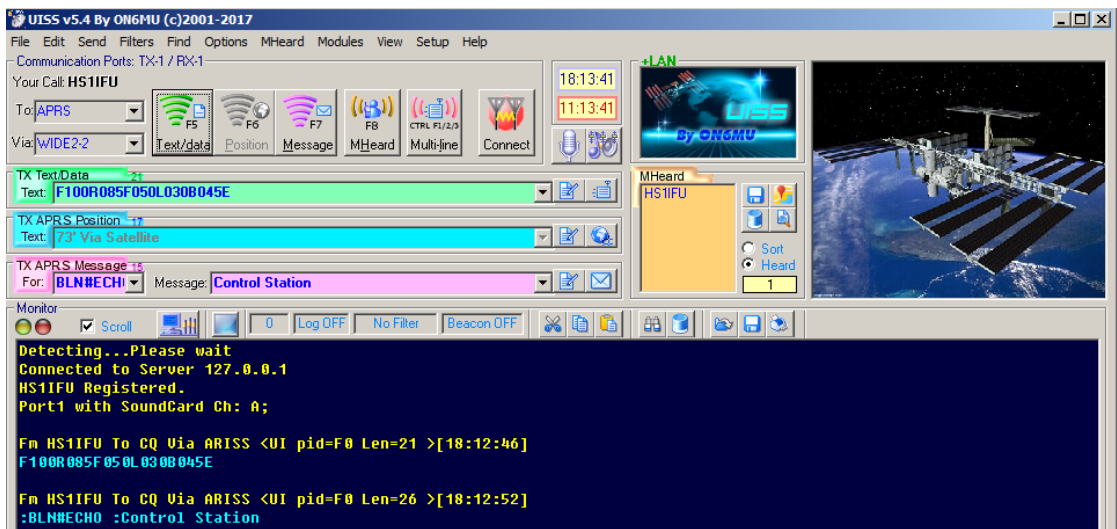 UISS v5.4 By ON6MU (c)2001-2017
File Edit Send Filters Find Options MHeard Modules View Setup Help
Communication Ports: TX-1 / RX-1
Your Call: HS1IFU
To: APRS
Via: WIDE2-2
F5
Text/data
F6
Position
F7
Message
F8
MHeard
CTRL F1/2/3
Multi-line
Connect
18:13:41
11:13:41
+LAN
UISS
By ON6MU
TX Text/Data 21
Text: F100R085F050L030B045E
TX APRS Position 17
Text: 73' Via Satellite
TX APRS Message 15
For: BLN#ECH Message: Control Station
MHeard
HS1IFU
Sort
Heard
1
Monitor
Scroll 0 Log OFF No Filter Beacon OFF
Detecting...Please wait
Connected to Server 127.0.0.1
HS1IFU Registered.
Port1 with SoundCard Ch: A;
Fm HS1IFU To CQ Via ARISS <UI pid=F0 Len=21 >[18:12:46]
F100R085F050L030B045E
Fm HS1IFU To CQ Via ARISS <UI pid=F0 Len=26 >[18:12:52]
:BLN#ECHO :Control Station